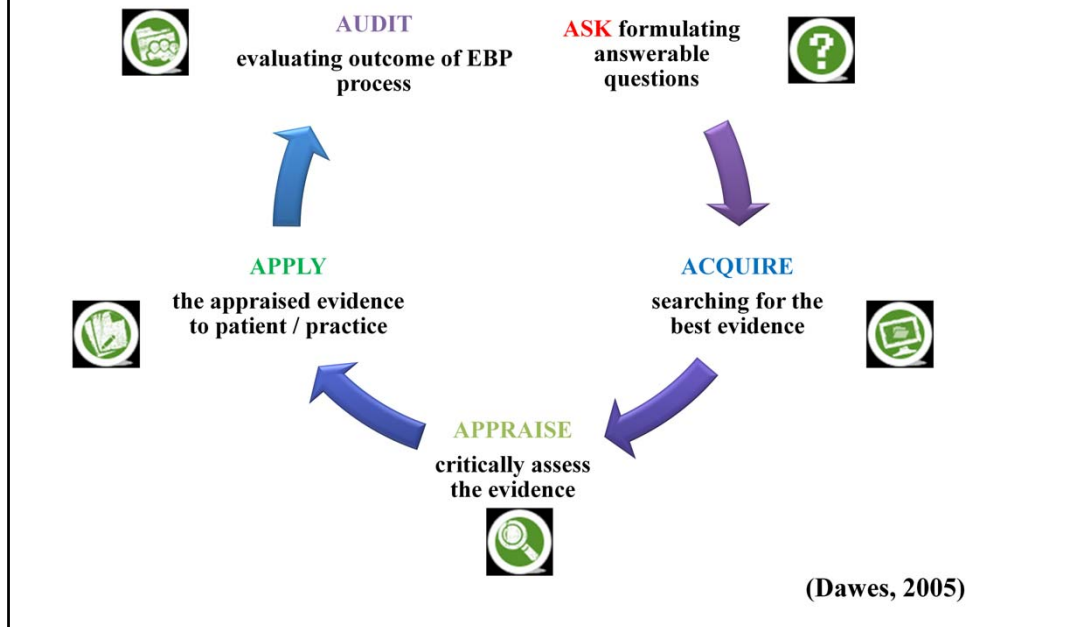 AUDIT
evaluating outcome of EBP
process
ASK formulating
answerable
questions
?
APPLY
the appraised evidence
to patient / practice
ACQUIRE
searching for the
best evidence
APPRAISE
critically assess
the evidence
(Dawes, 2005)